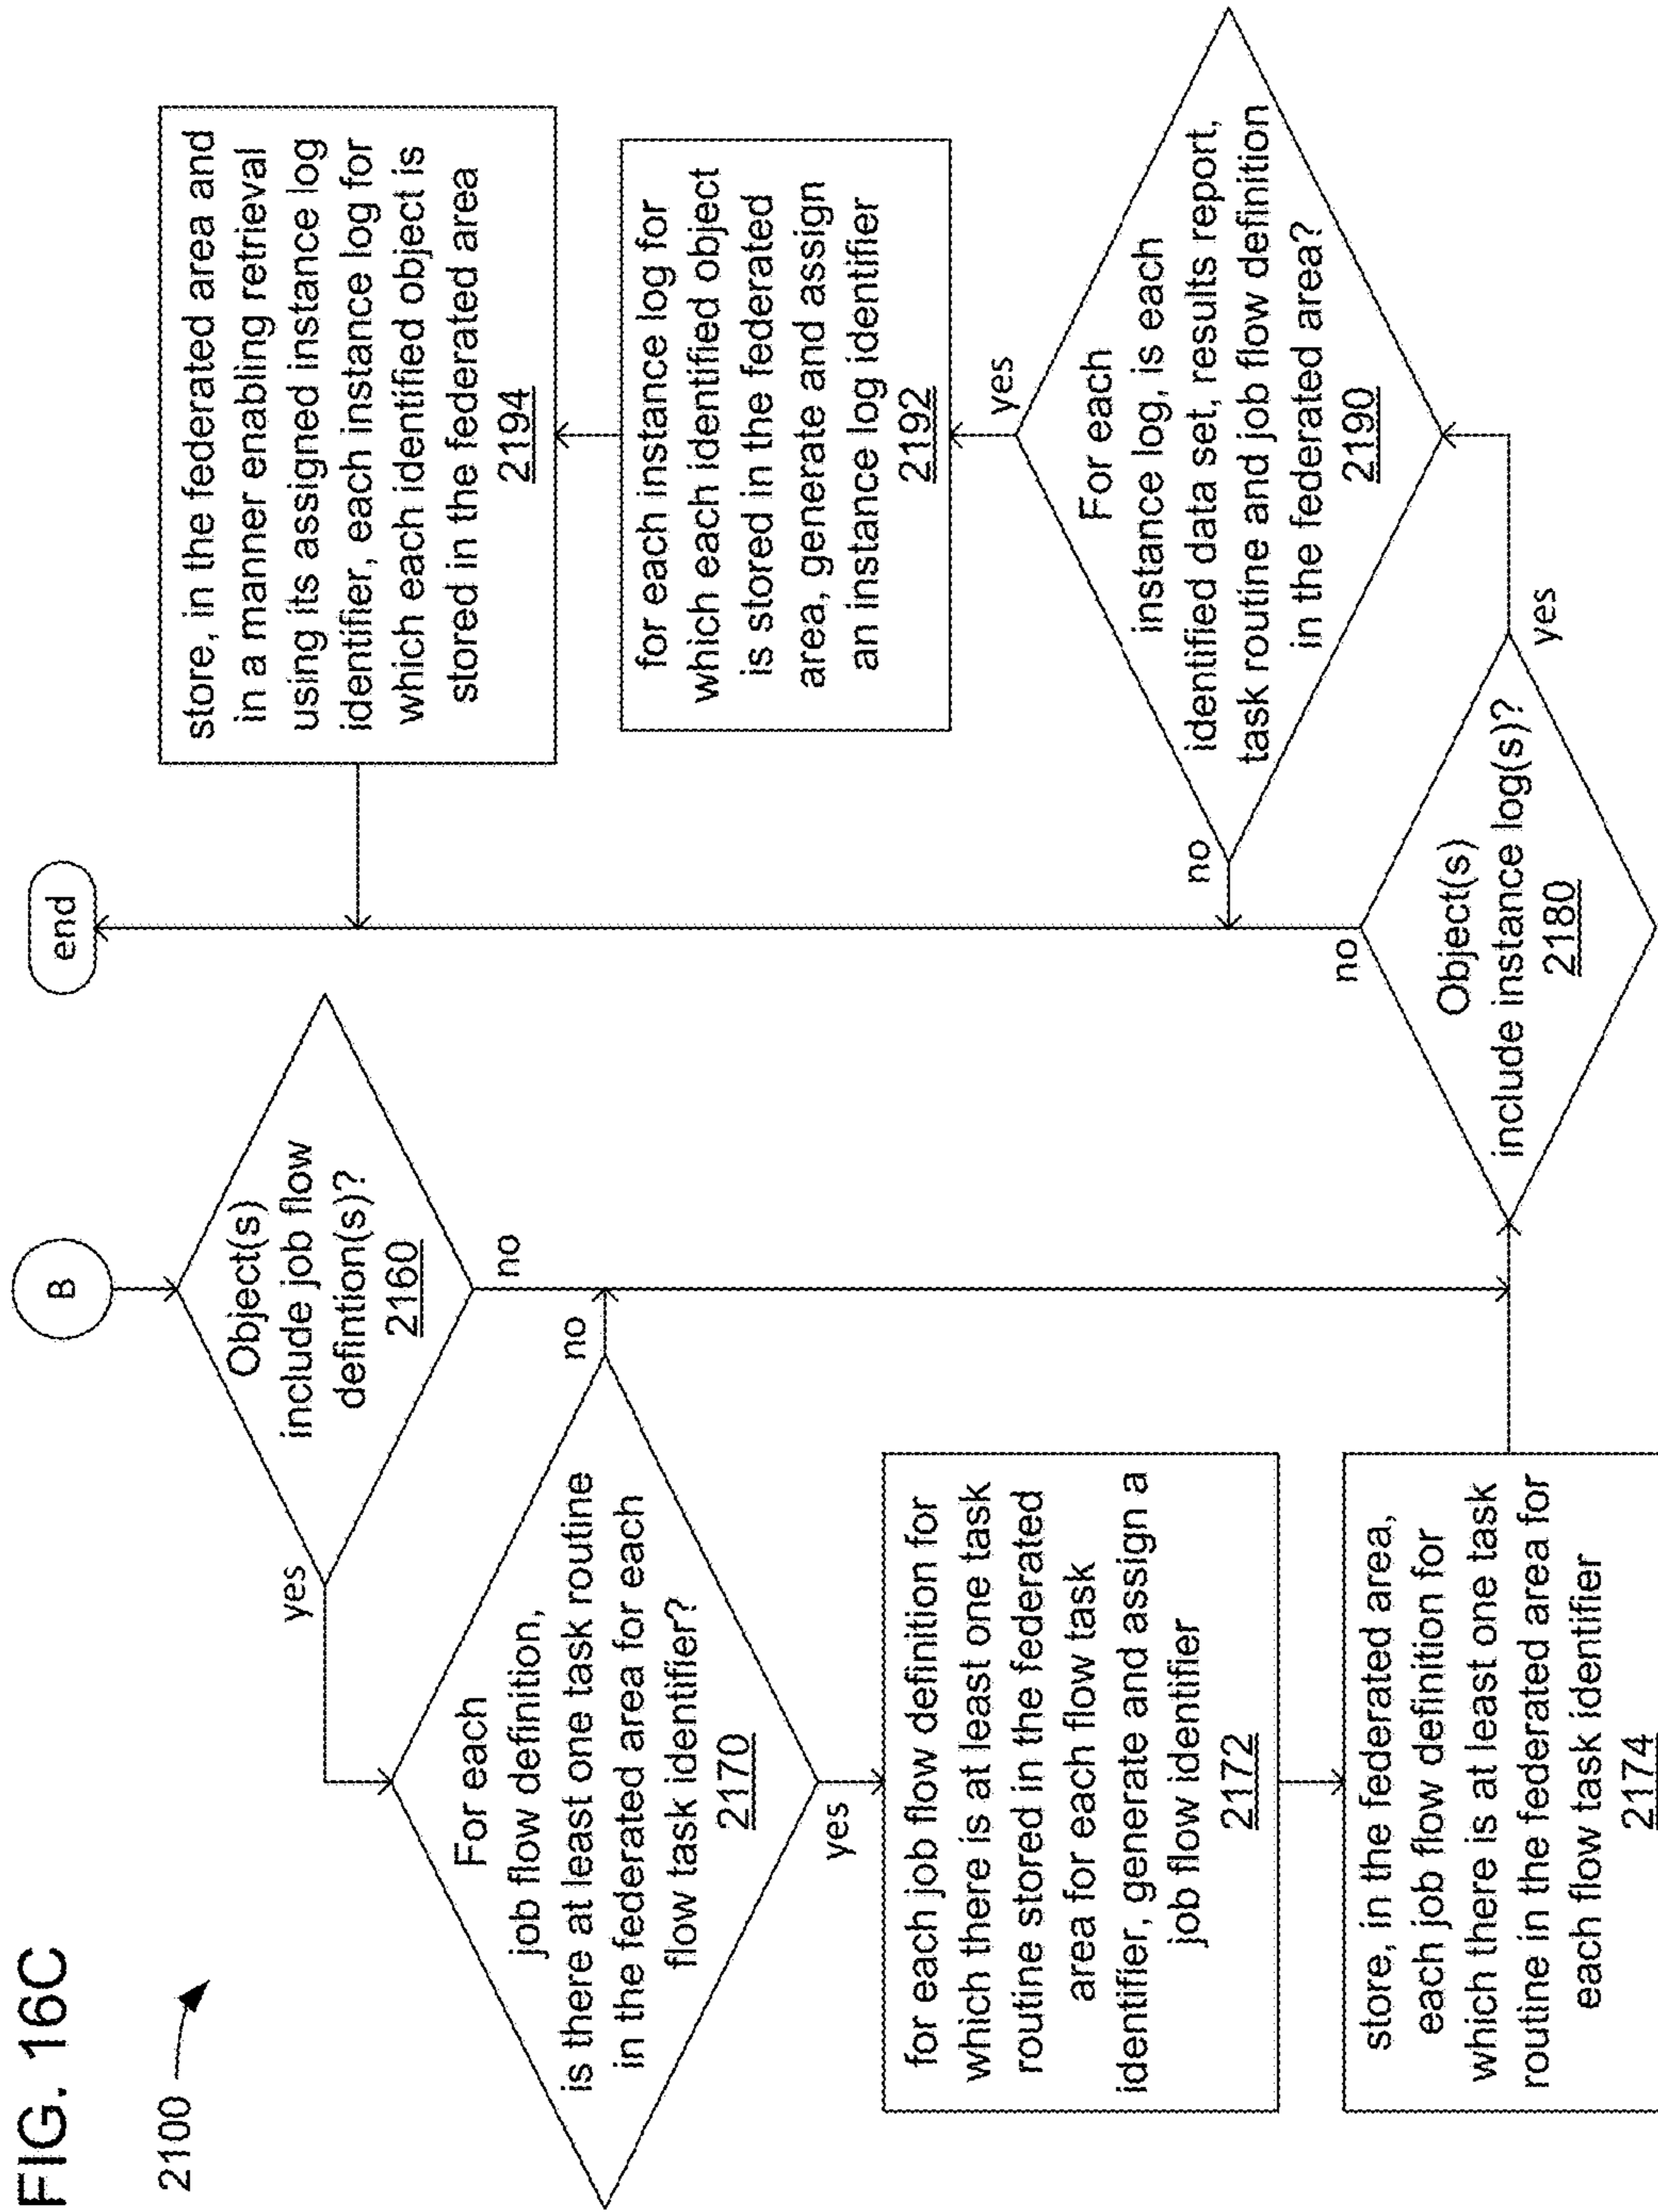 FIG. 16C
2100
B
Object(s)
include job flow
defintion(s)?
2160
yes
no
For each
job flow definition,
is there at least one task routine
in the federated area for each
flow task identifier?
2170
no
yes
for each job flow definition for
which there is at least one task
routine stored in the federated
area for each flow task
identifier, generate and assign a
job flow identifier
2172
store, in the federated area,
each job flow definition for
which there is at least one task
routine in the federated area for
each flow task identifier
2174
end
store, in the federated area and
in a manner enabling retrieval
using its assigned instance log
identifier, each instance log for
which each identified object is
stored in the federated area
2194
for each instance log for
which each identified object
is stored in the federated
area, generate and assign
an instance log identifier
2192
yes
For each
instance log, is each
identified data set, results report,
task routine and job flow definition
in the federated area?
2190
no
no
Object(s)
include instance log(s)?
2180
yes